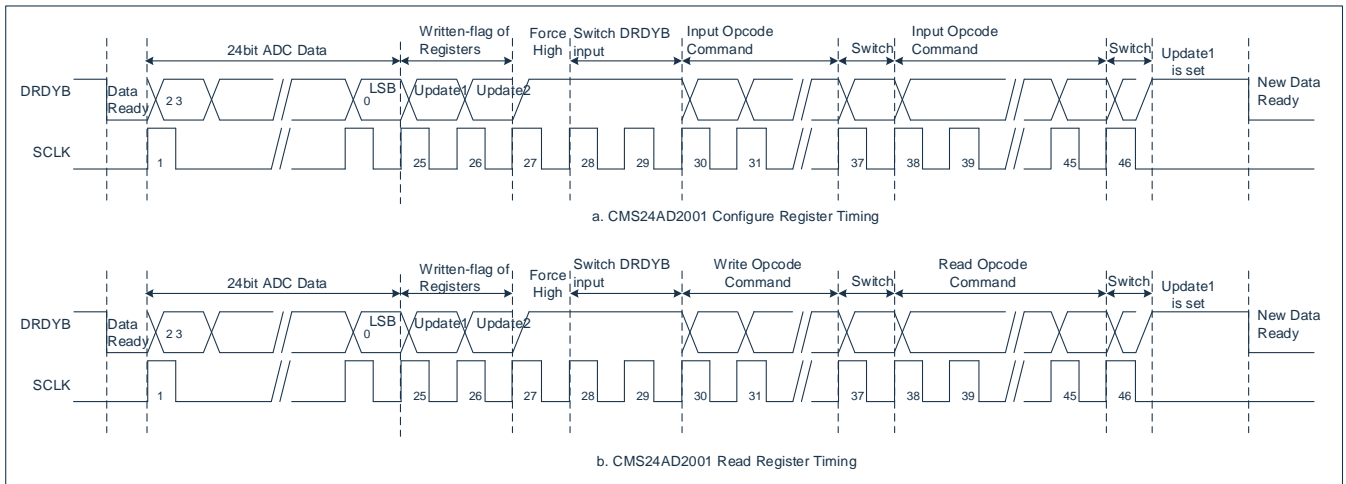 24bit ADC Data
Written-flag of
Registers
Force
High
Switch DRDYB
input
Input Opcode
Command
Switch
Input Opcode
Command
Switch
Update1
is set
DRDYB
Data
Ready
2 3
LSB
0
Update1
Update2
New Data
Ready
SCLK
1
25
26
27
28
29
30
31
37
38
39
45
46
a. CMS24AD2001 Configure Register Timing
24bit ADC Data
Written-flag of
Registers
Force
High
Switch DRDYB
input
Write Opcode
Command
Switch
Read Opcode
Command
Switch
Update1
is set
DRDYB
Data
Ready
2 3
LSB
0
Update1
Update2
New Data
Ready
SCLK
1
25
26
27
28
29
30
31
37
38
39
45
46
b. CMS24AD2001 Read Register Timing